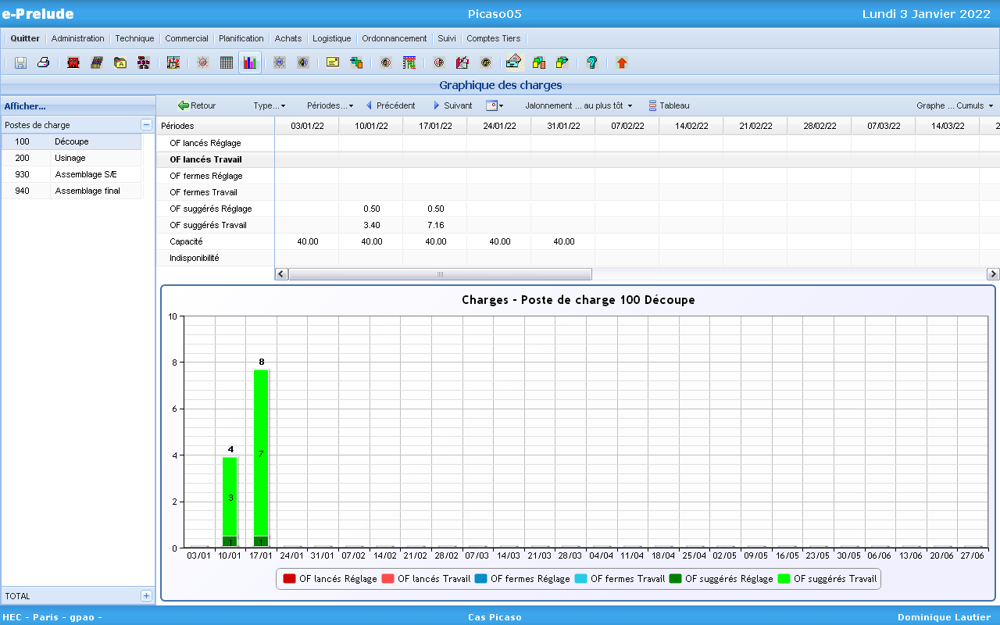 e-Prelude Picaso05 Lundi 3 Janvier 2022
Quitter Administration Technique Commercial Planification Achats Logistique Ordonnancement Suivi Comptes Tiers
Graphique des charges
Afficher... Retour Type... Périodes... Précédent Suivant Jalonnement ... au plus tôt Tableau Graphe ... Cumuls
Postes de charge
100 Découpe
200 Usinage
930 Assemblage S/E
940 Assemblage final
TOTAL
Périodes 03/01/22 10/01/22 17/01/22 24/01/22 31/01/22 07/02/22 14/02/22 21/02/22 28/02/22 07/03/22 14/03/22 2
OF lancés Réglage
OF lancés Travail
OF fermes Réglage
OF fermes Travail
OF suggérés Réglage 0.50 0.50
OF suggérés Travail 3.40 7.16
Capacité 40.00 40.00 40.00 40.00 40.00
Indisponibilité
Charges - Poste de charge 100 Découpe
10
8
6
4
2
0
4
3
1
8
7
1
03/01 10/01 17/01 24/01 31/01 07/02 14/02 21/02 28/02 07/03 14/03 21/03 28/03 04/04 11/04 18/04 25/04 02/05 09/05 16/05 23/05 30/05 06/06 13/06 20/06 27/06
OF lancés Réglage OF lancés Travail OF fermes Réglage OF fermes Travail OF suggérés Réglage OF suggérés Travail
HEC - Paris - gpao - Cas Picaso Dominique Lautier